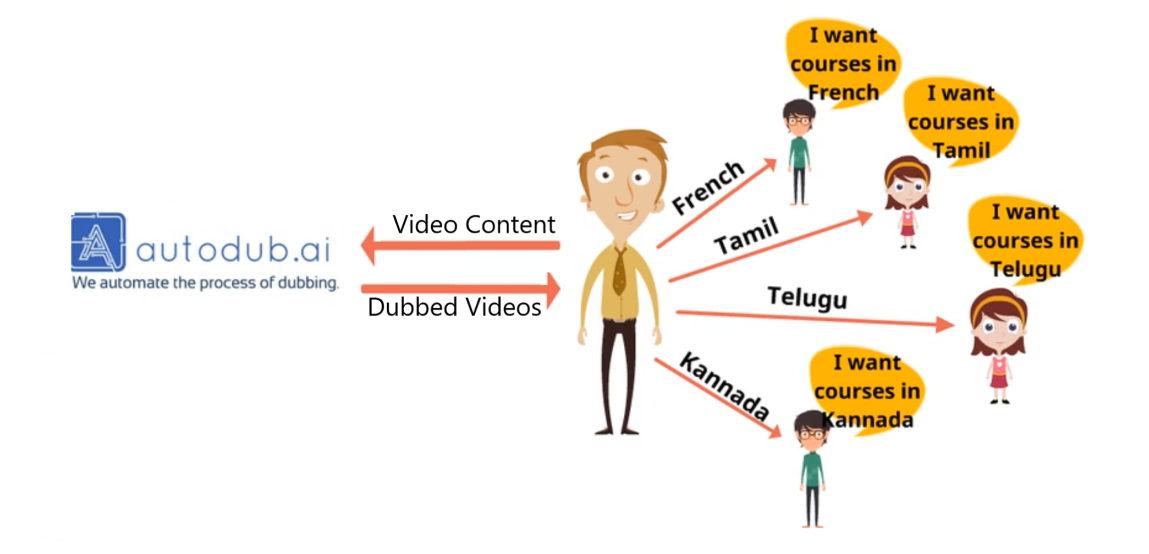 A autodub.ai
We automate the process of dubbing.
Video Content
Dubbed Videos
French
Tamil
Telugu
Kannada
I want
courses in
French
I want
courses in
Tamil
I want
courses in
Telugu
I want
courses in
Kannada